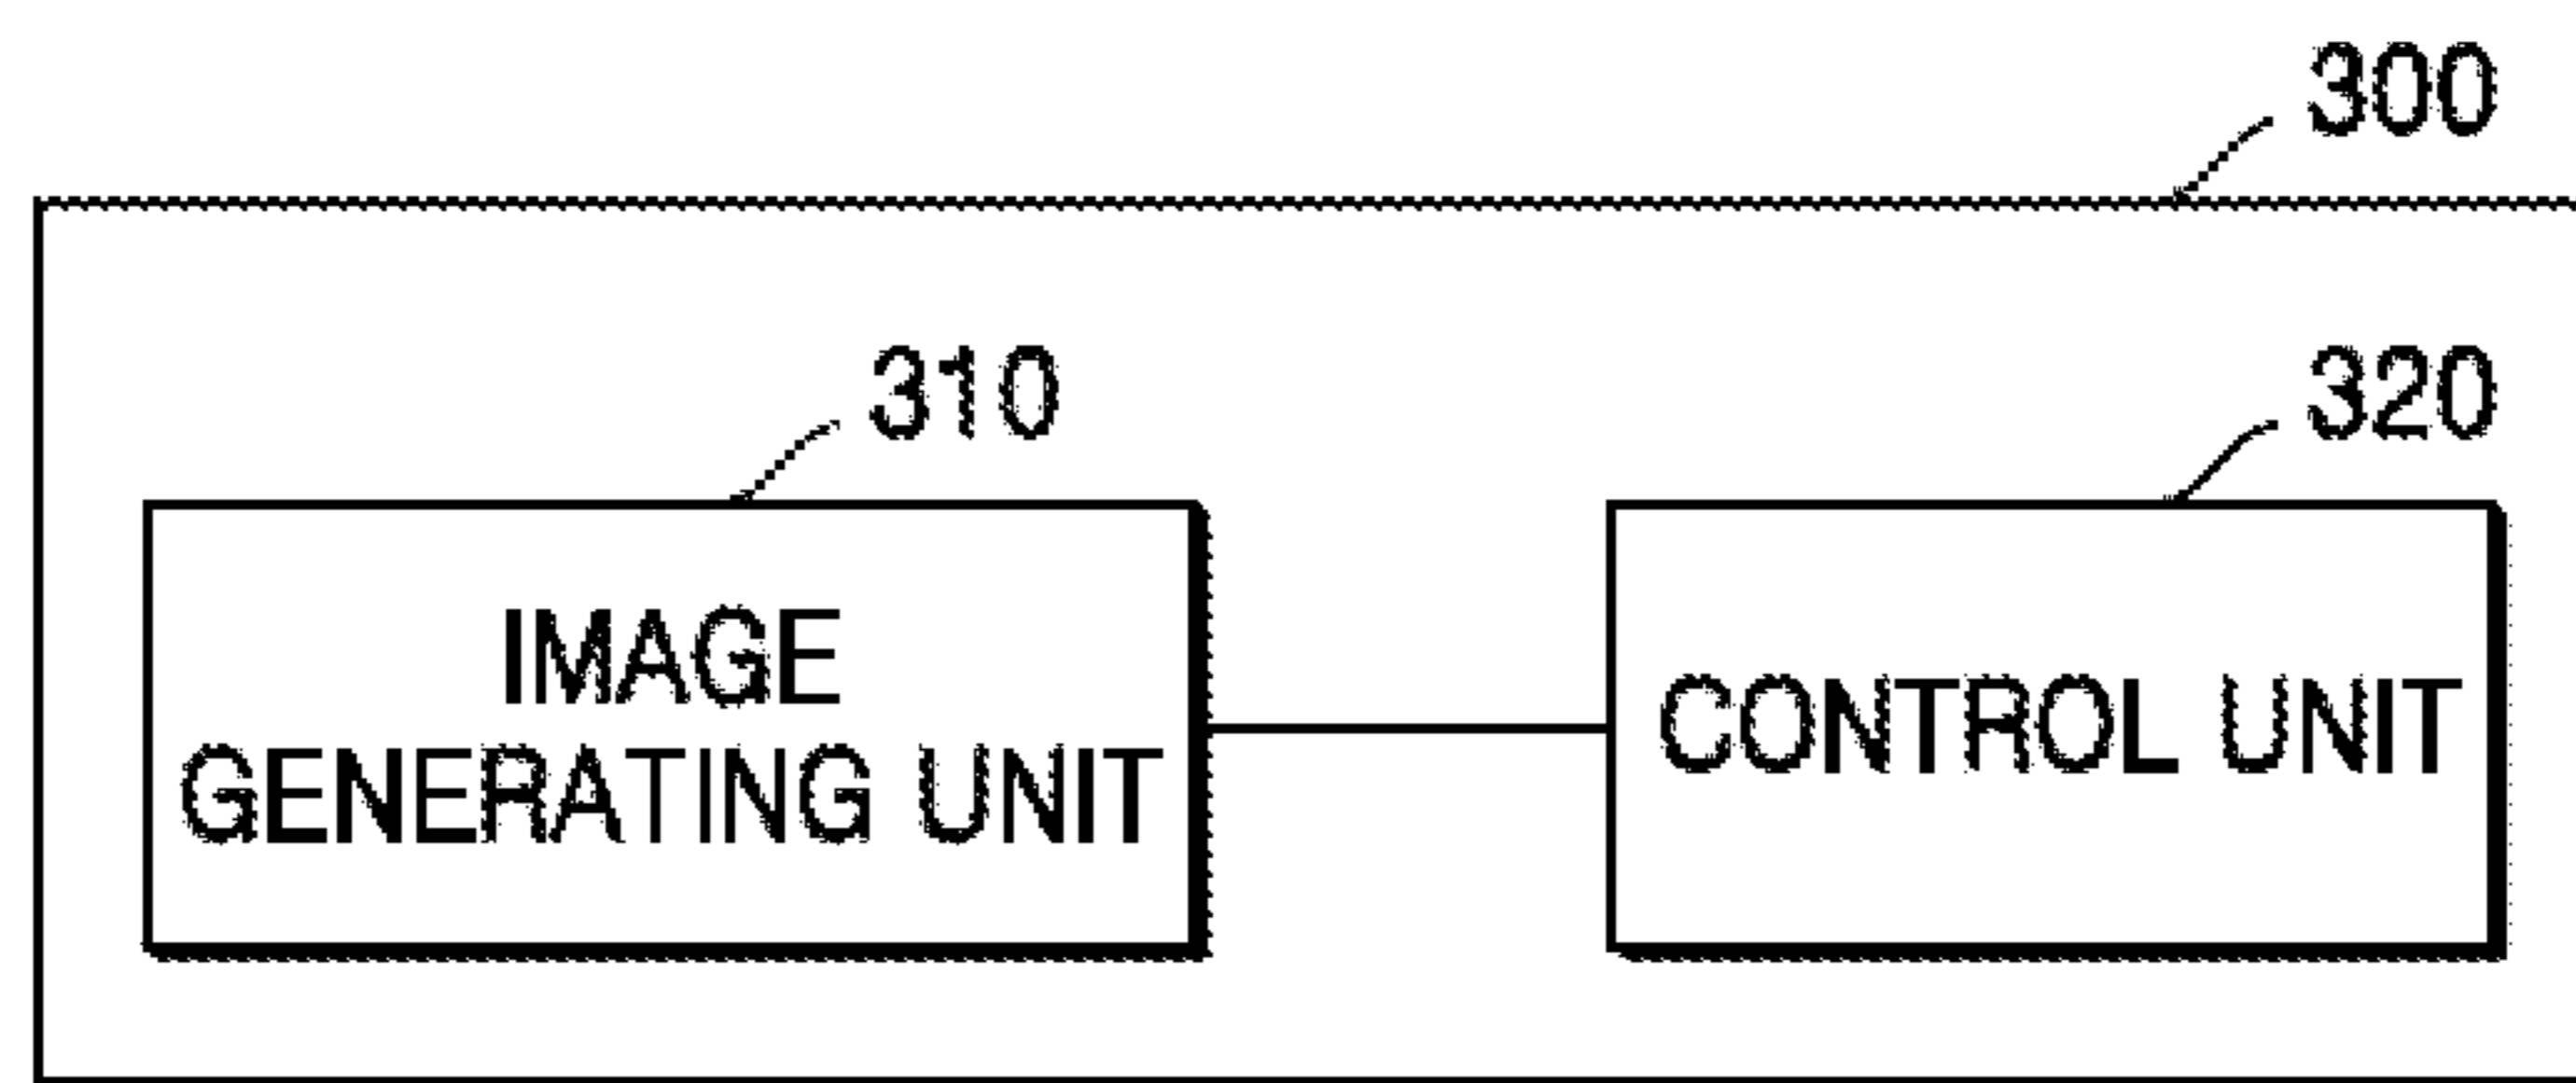 300
310
320
IMAGE
GENERATING UNIT
CONTROL UNIT